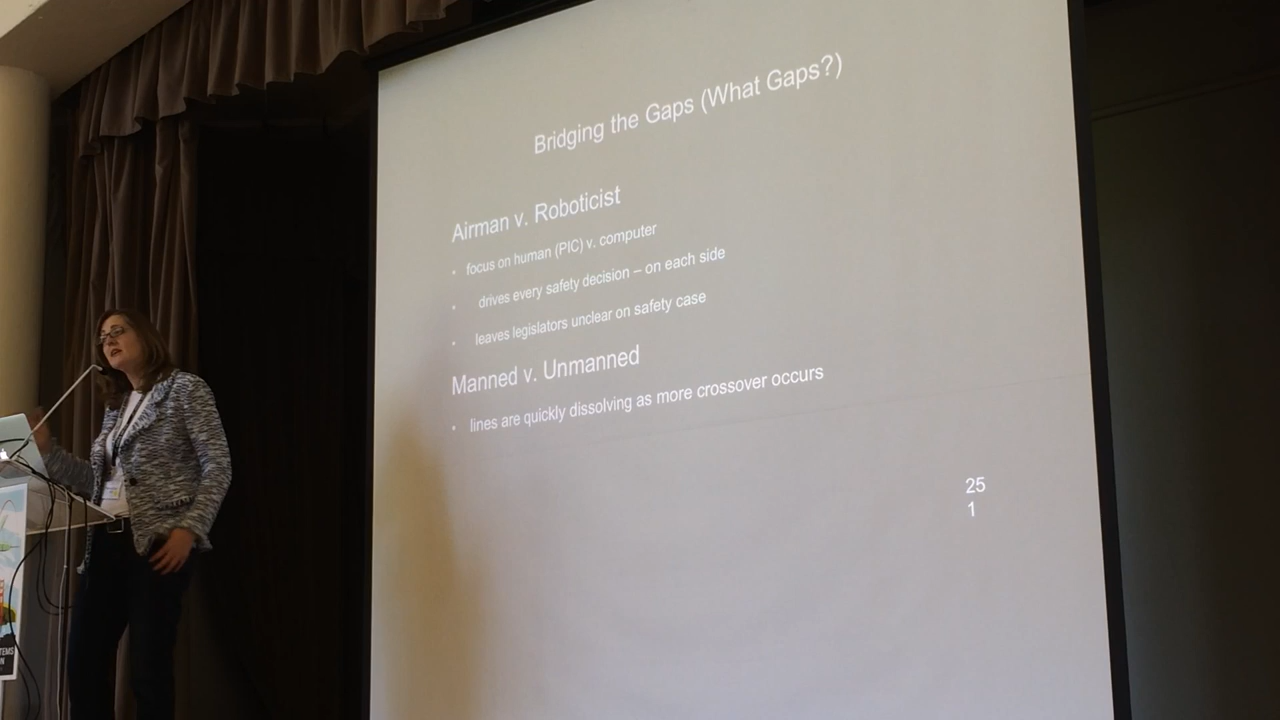 Bridging the Gaps (What Gaps?)
Airman v. Roboticist
• focus on human (PIC) v. computer
• drives every safety decision – on each side
• leaves legislators unclear on safety case
Manned v. Unmanned
• lines are quickly dissolving as more crossover occurs
25
1
TEMS